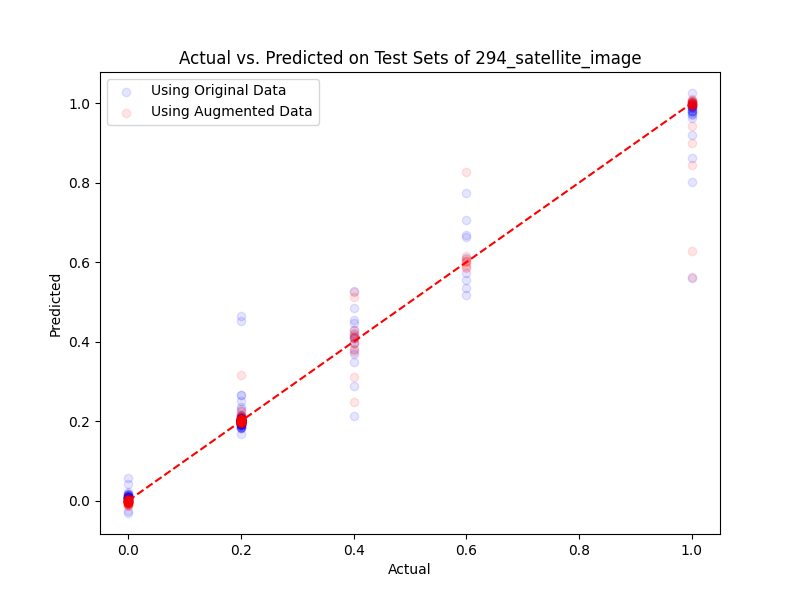 Actual vs. Predicted on Test Sets of 294_satellite_image
Using Original Data
Using Augmented Data
1.0
0.8
0.6
0.4
0.2
0.0
Predicted
0.0 0.2 0.4 0.6 0.8 1.0
Actual